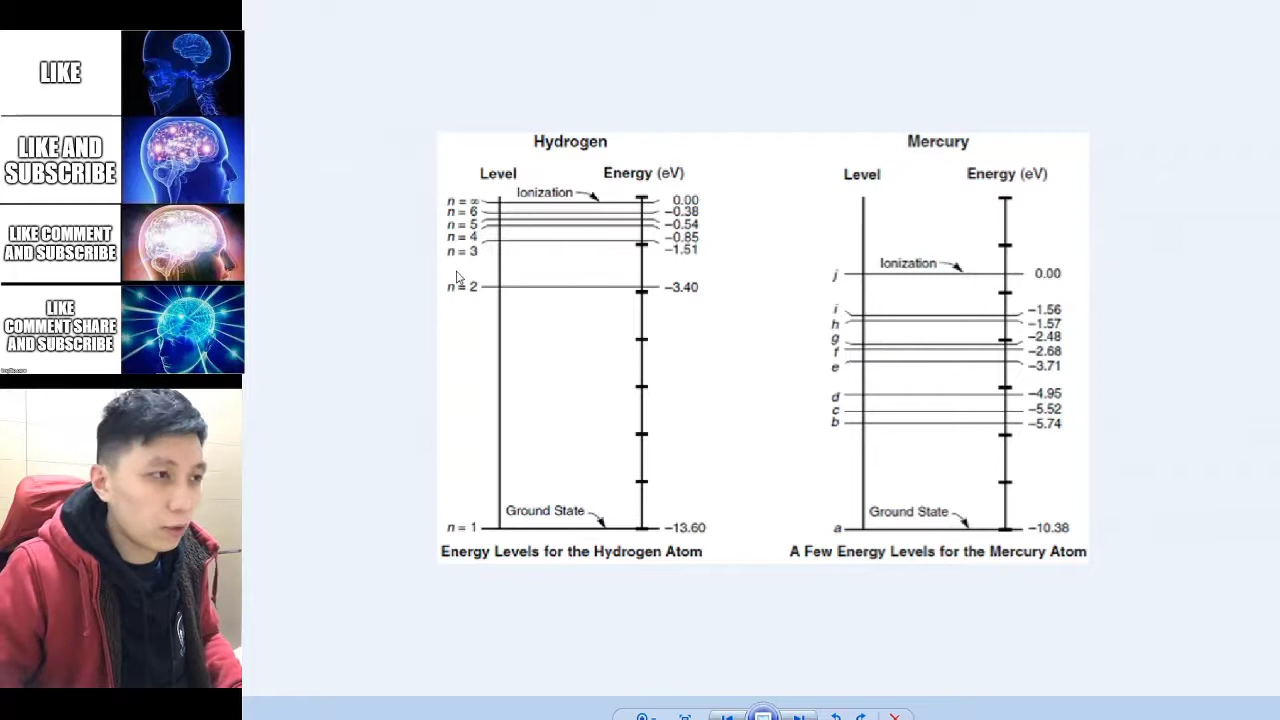 LIKE
LIKE AND
SUBSCRIBE
LIKE COMMENT
AND SUBSCRIBE
LIKE
COMMENT SHARE
AND SUBSCRIBE
Hydrogen
Level
Energy (eV)
Ionization
n = ∞
0.00
n = 6
−0.38
n = 5
−0.54
n = 4
−0.85
n = 3
−1.51
n = 2
−3.40
Ground State
n = 1
−13.60
Energy Levels for the Hydrogen Atom
Mercury
Level
Energy (eV)
Ionization
j
0.00
i
−1.56
h
−1.57
g
−2.48
f
−2.68
e
−3.71
d
−4.95
c
−5.52
b
−5.74
Ground State
a
−10.38
A Few Energy Levels for the Mercury Atom